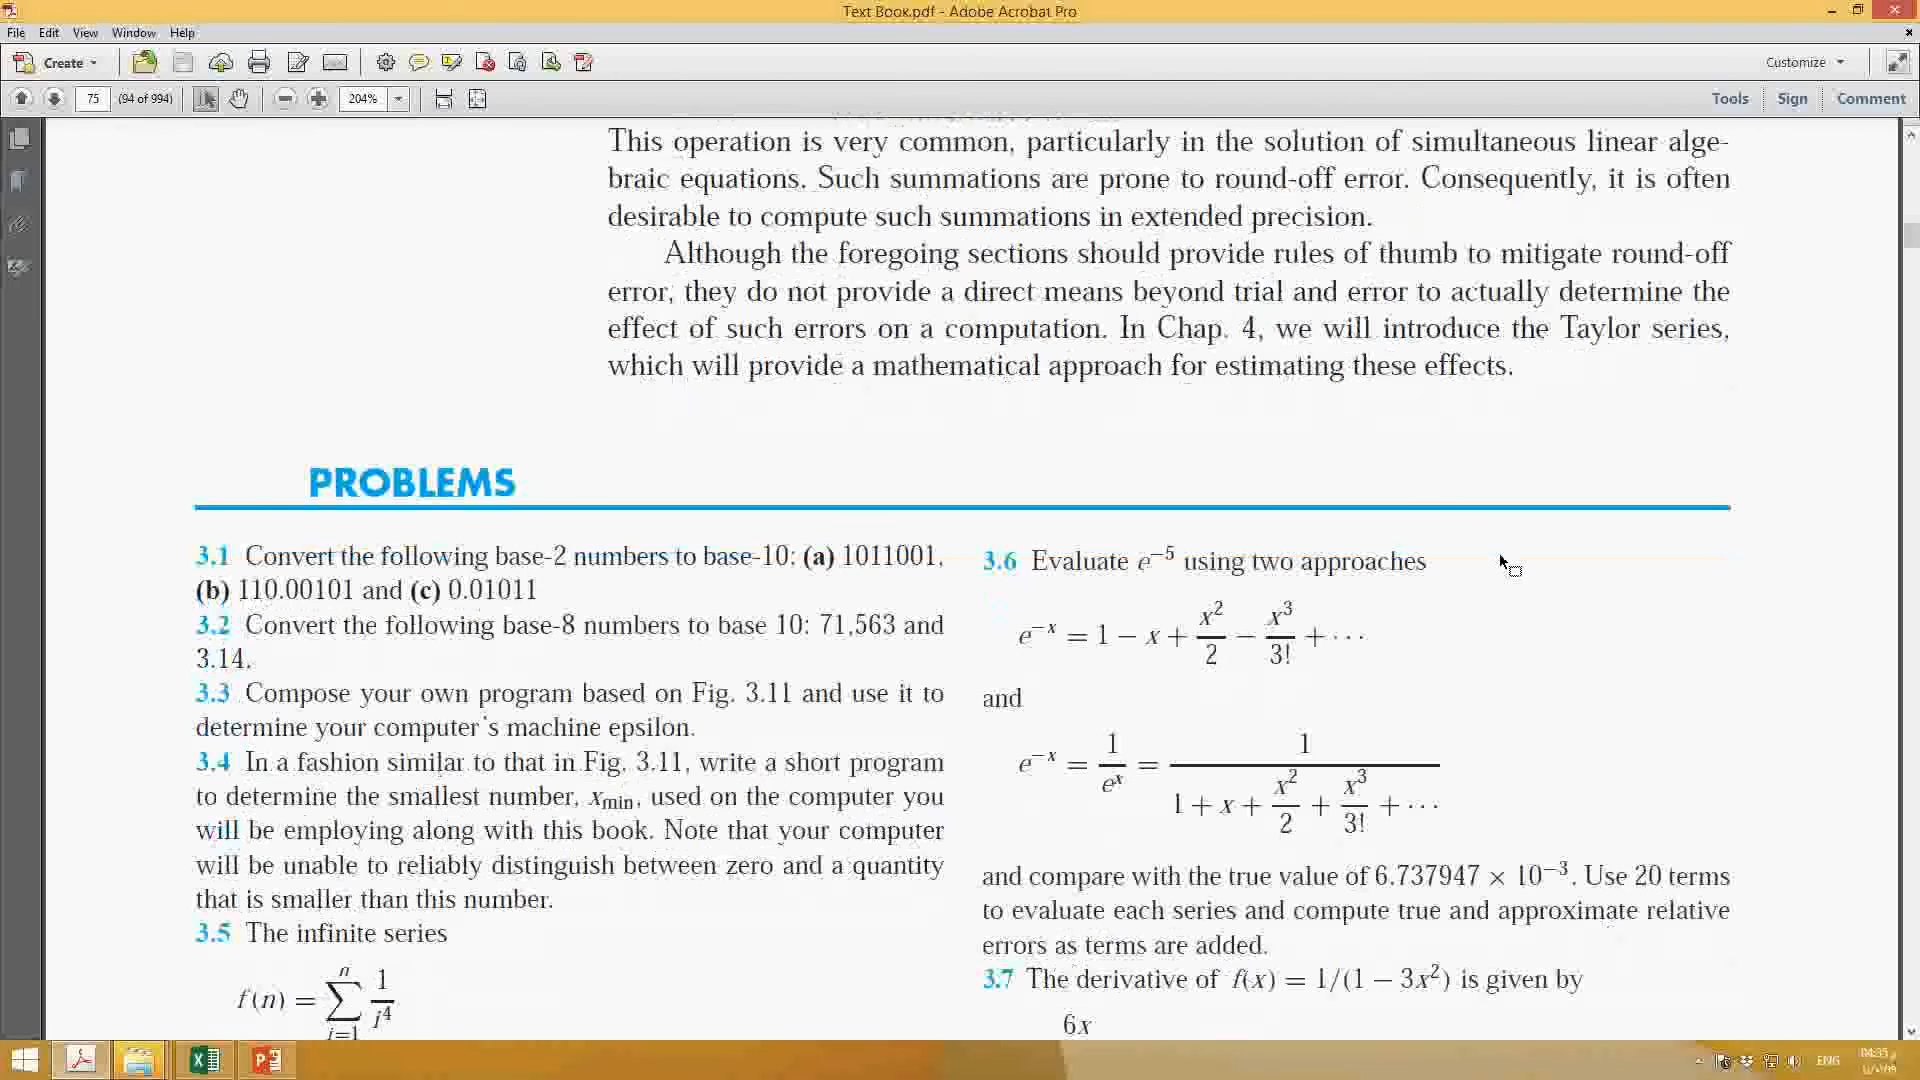 Text Book.pdf - Adobe Acrobat Pro
File Edit View Window Help
Create
Customize
75 (94 of 994) 204%
Tools Sign Comment
This operation is very common, particularly in the solution of simultaneous linear alge-
braic equations. Such summations are prone to round-off error. Consequently, it is often
desirable to compute such summations in extended precision.
Although the foregoing sections should provide rules of thumb to mitigate round-off
error, they do not provide a direct means beyond trial and error to actually determine the
effect of such errors on a computation. In Chap. 4, we will introduce the Taylor series,
which will provide a mathematical approach for estimating these effects.
PROBLEMS
3.1 Convert the following base-2 numbers to base-10: (a) 1011001,
(b) 110.00101 and (c) 0.01011
3.2 Convert the following base-8 numbers to base 10: 71,563 and
3.14.
3.3 Compose your own program based on Fig. 3.11 and use it to
determine your computer's machine epsilon.
3.4 In a fashion similar to that in Fig. 3.11, write a short program
to determine the smallest number, x_min, used on the computer you
will be employing along with this book. Note that your computer
will be unable to reliably distinguish between zero and a quantity
that is smaller than this number.
3.5 The infinite series
f(n) = ∑_{i=1}^{n} 1/i⁴
3.6 Evaluate e⁻⁵ using two approaches
e⁻ˣ = 1 − x + x²/2 − x³/3! + ⋯
and
e⁻ˣ = 1/eˣ = 1/(1 + x + x²/2 + x³/3! + ⋯)
and compare with the true value of 6.737947 × 10⁻³. Use 20 terms
to evaluate each series and compute true and approximate relative
errors as terms are added.
3.7 The derivative of f(x) = 1/(1 − 3x²) is given by
6x
ENG